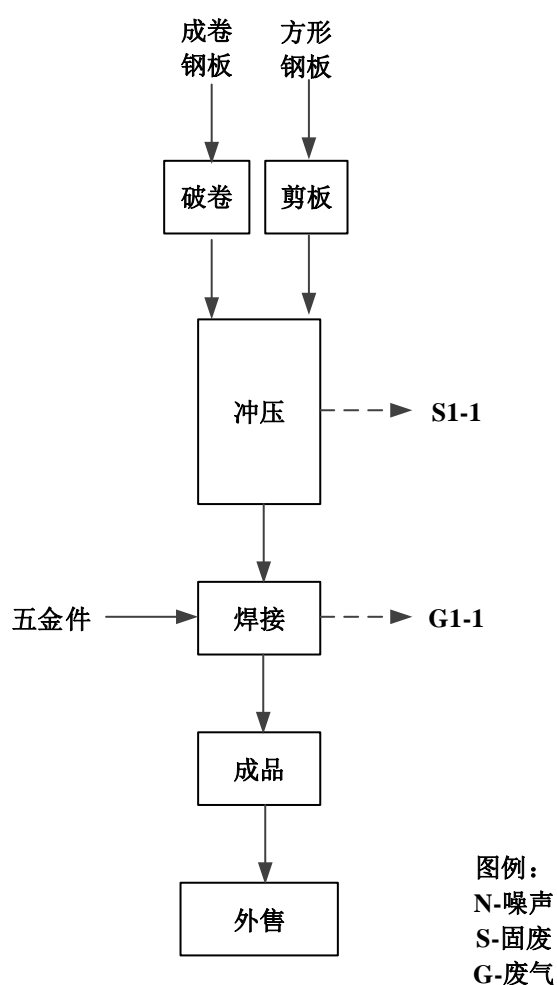 成卷
钢板
方形
钢板
破卷
剪板
冲压
S1-1
五金件
焊接
G1-1
成品
外售
图例：
N-噪声
S-固废
G-废气